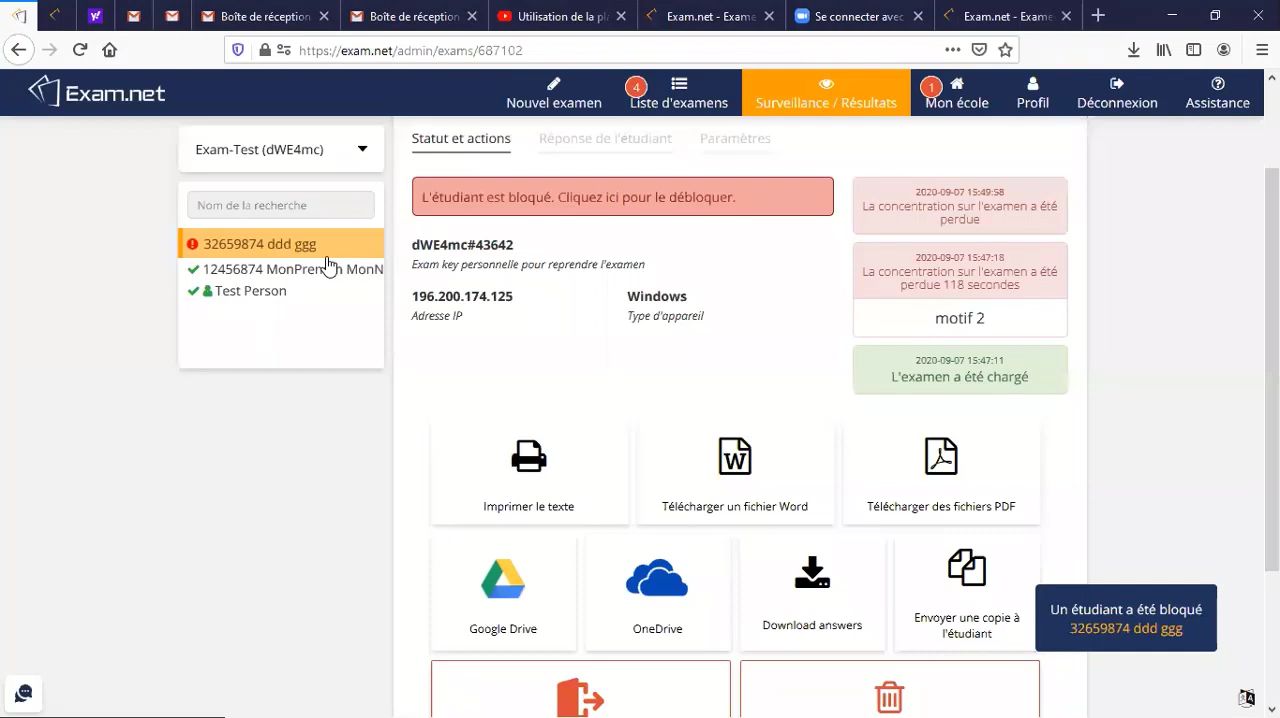 Boîte de réception
Boîte de réception
Utilisation de la pla
Exam.net - Exame
Se connecter avec
Exam.net - Exame
https://exam.net/admin/exams/687102
Exam.net
Nouvel examen
4
Liste d'examens
Surveillance / Résultats
1
Mon école
Profil
Déconnexion
Assistance
Exam-Test (dWE4mc)
Nom de la recherche
32659874 ddd ggg
12456874 MonPrenom MonN
Test Person
Statut et actions
Réponse de l'étudiant
Paramètres
L'étudiant est bloqué. Cliquez ici pour le débloquer.
dWE4mc#43642
Exam key personnelle pour reprendre l'examen
196.200.174.125
Adresse IP
Windows
Type d'appareil
2020-09-07 15:49:58
La concentration sur l'examen a été
perdue
2020-09-07 15:47:18
La concentration sur l'examen a été
perdue 118 secondes
motif 2
2020-09-07 15:47:11
L'examen a été chargé
Imprimer le texte
Télécharger un fichier Word
Télécharger des fichiers PDF
Google Drive
OneDrive
Download answers
Envoyer une copie à
l'étudiant
Un étudiant a été bloqué
32659874 ddd ggg